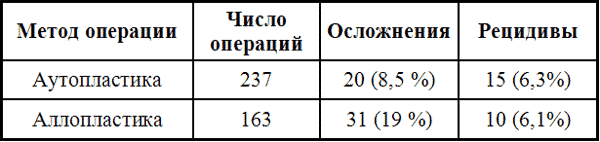 Метод операции Число операций Осложнения Рецидивы
Аутопластика 237 20 (8,5 %) 15 (6,3%)
Аллопластика 163 31 (19 %) 10 (6,1%)